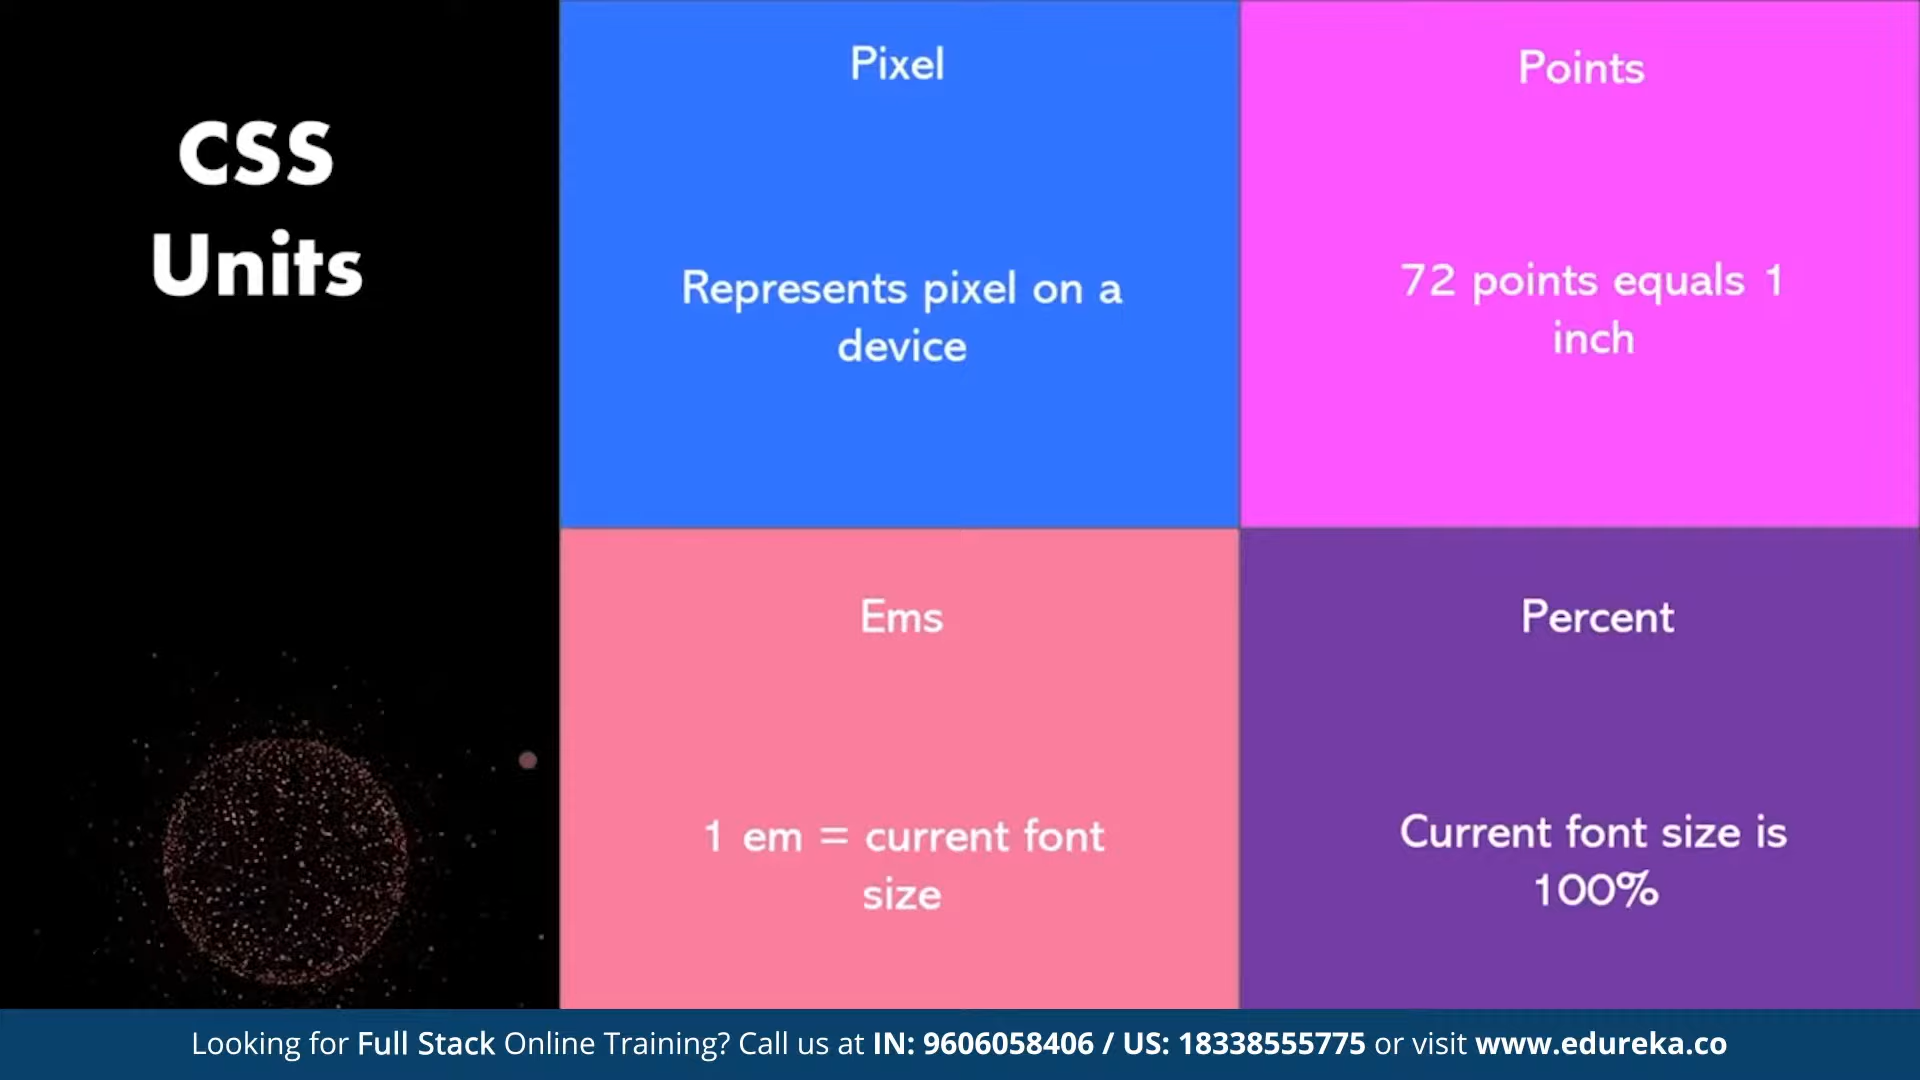 CSS
Units
Pixel
Represents pixel on a
device
Points
72 points equals 1
inch
Ems
1 em = current font
size
Percent
Current font size is
100%
Looking for Full Stack Online Training? Call us at IN: 9606058406 / US: 18338555775 or visit www.edureka.co